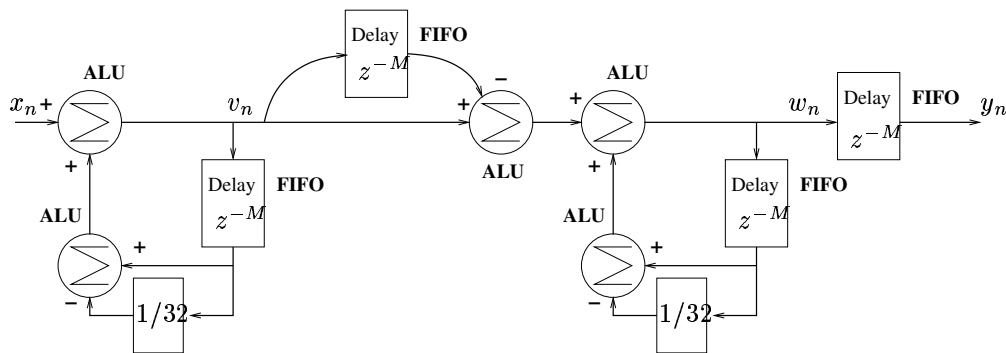 Delay
z^{-M}
FIFO
ALU
ALU
x_n +
v_n
−
+
+
w_n
Delay
z^{-M}
FIFO
y_n
ALU
+
Delay
z^{-M}
FIFO
+
Delay
z^{-M}
FIFO
ALU
ALU
+
+
−
1/32
−
1/32